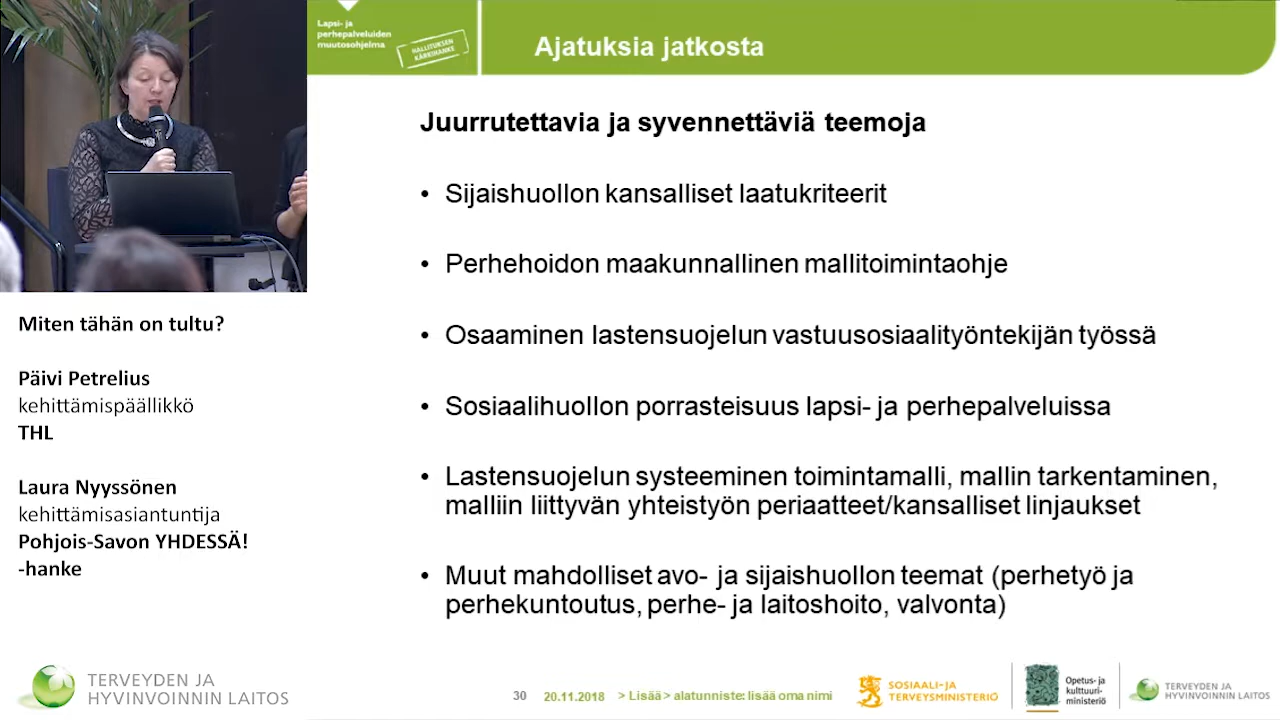 Lapsi- ja
perhepalveluiden
muutosohjelma
HALLITUKSEN
KÄRKIHANKE
Ajatuksia jatkosta
Juurrutettavia ja syvennettäviä teemoja
• Sijaishuollon kansalliset laatukriteerit
• Perhehoidon maakunnallinen mallitoimintaohje
• Osaaminen lastensuojelun vastuusosiaalityöntekijän työssä
• Sosiaalihuollon porrasteisuus lapsi- ja perhepalveluissa
• Lastensuojelun systeeminen toimintamalli, mallin tarkentaminen,
malliin liittyvän yhteistyön periaatteet/kansalliset linjaukset
• Muut mahdolliset avo- ja sijaishuollon teemat (perhetyö ja
perhekuntoutus, perhe- ja laitoshoito, valvonta)
Miten tähän on tultu?
Päivi Petrelius
kehittämispäällikkö
THL
Laura Nyyssönen
kehittämisasiantuntija
Pohjois-Savon YHDESSÄ!
-hanke
TERVEYDEN JA
HYVINVOINNIN LAITOS
30 20.11.2018 > Lisää > alatunniste: lisää oma nimi
SOSIAALI- JA
TERVEYSMINISTERIÖ
Opetus- ja
kulttuuri-
ministeriö
TERVEYDEN JA
HYVINVOINNIN LAITOS